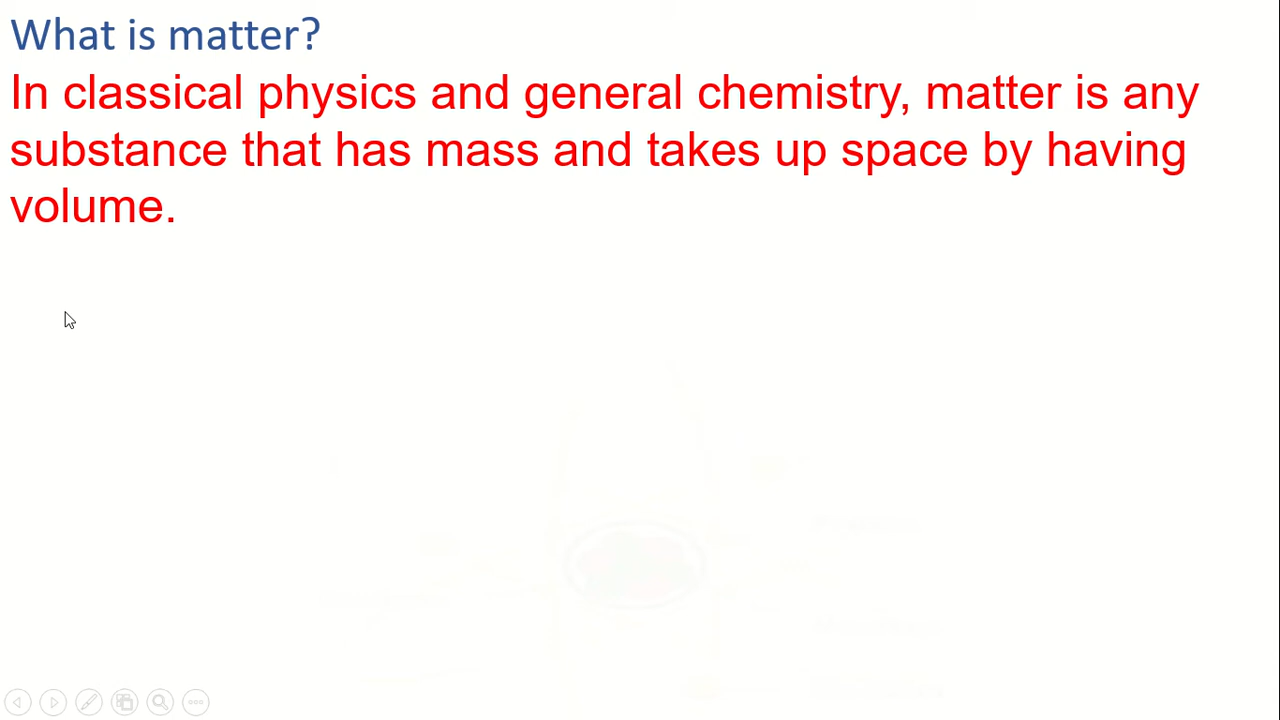 What is matter?
In classical physics and general chemistry, matter is any
substance that has mass and takes up space by having
volume.